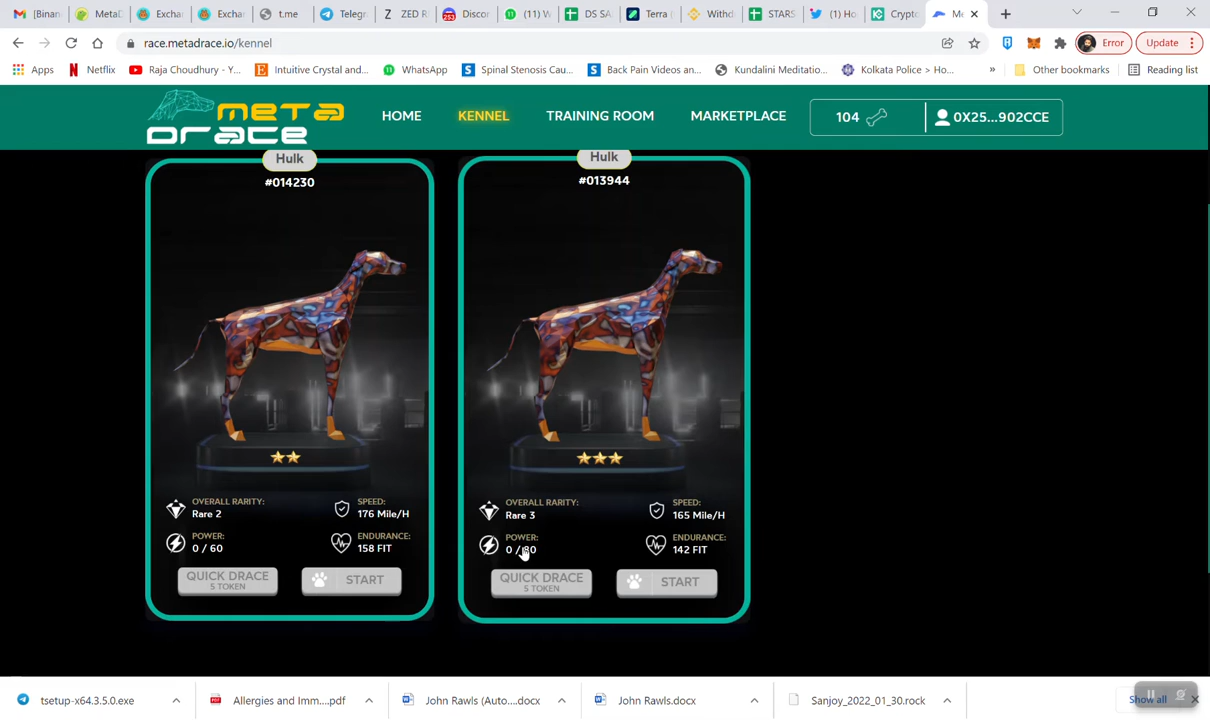 [Binan
MetaD
Exchan
Exchan
t.me
Telegr
ZED R
253
Discor
(11) W
DS SA
Terra (
Withd
STARS
(1) Ho
Crypto
Me
race.metadrace.io/kennel
Error
Update
Apps
Netflix
Raja Choudhury - Y...
Intuitive Crystal and...
WhatsApp
Spinal Stenosis Cau...
Back Pain Videos an...
Kundalini Meditatio...
Kolkata Police > Ho...
»
Other bookmarks
Reading list
META
DRACE
HOME
KENNEL
TRAINING ROOM
MARKETPLACE
104
0X25...902CCE
Hulk
#014230
OVERALL RARITY:
Rare 2
SPEED:
176 Mile/H
POWER:
0 / 60
ENDURANCE:
158 FIT
QUICK DRACE
5 TOKEN
START
Hulk
#013944
OVERALL RARITY:
Rare 3
SPEED:
165 Mile/H
POWER:
ENDURANCE:
142 FIT
QUICK DRACE
5 TOKEN
START
tsetup-x64.3.5.0.exe
Allergies and Imm....pdf
John Rawls (Auto....docx
John Rawls.docx
Sanjoy_2022_01_30.rock
Show all